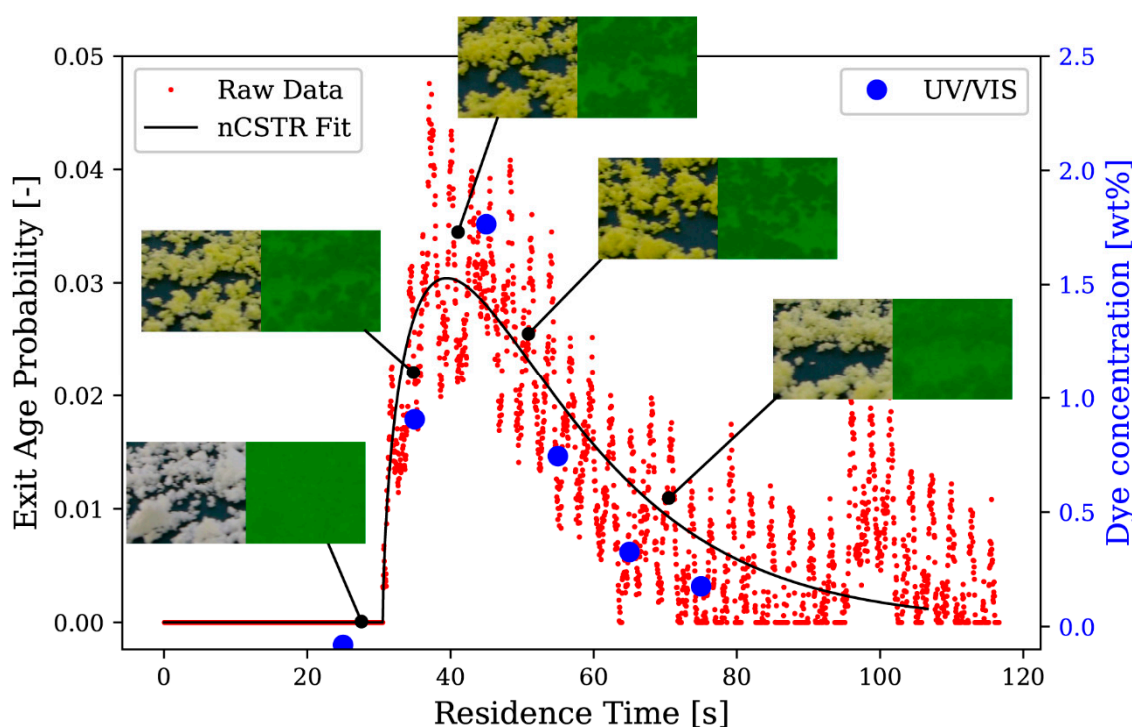 Raw Data
nCSTR Fit
UV/VIS
Exit Age Probability [-]
0.05
0.04
0.03
0.02
0.01
0.00
0 20 40 60 80 100 120
Residence Time [s]
2.5
2.0
1.5
1.0
0.5
0.0
Dye concentration [wt%]